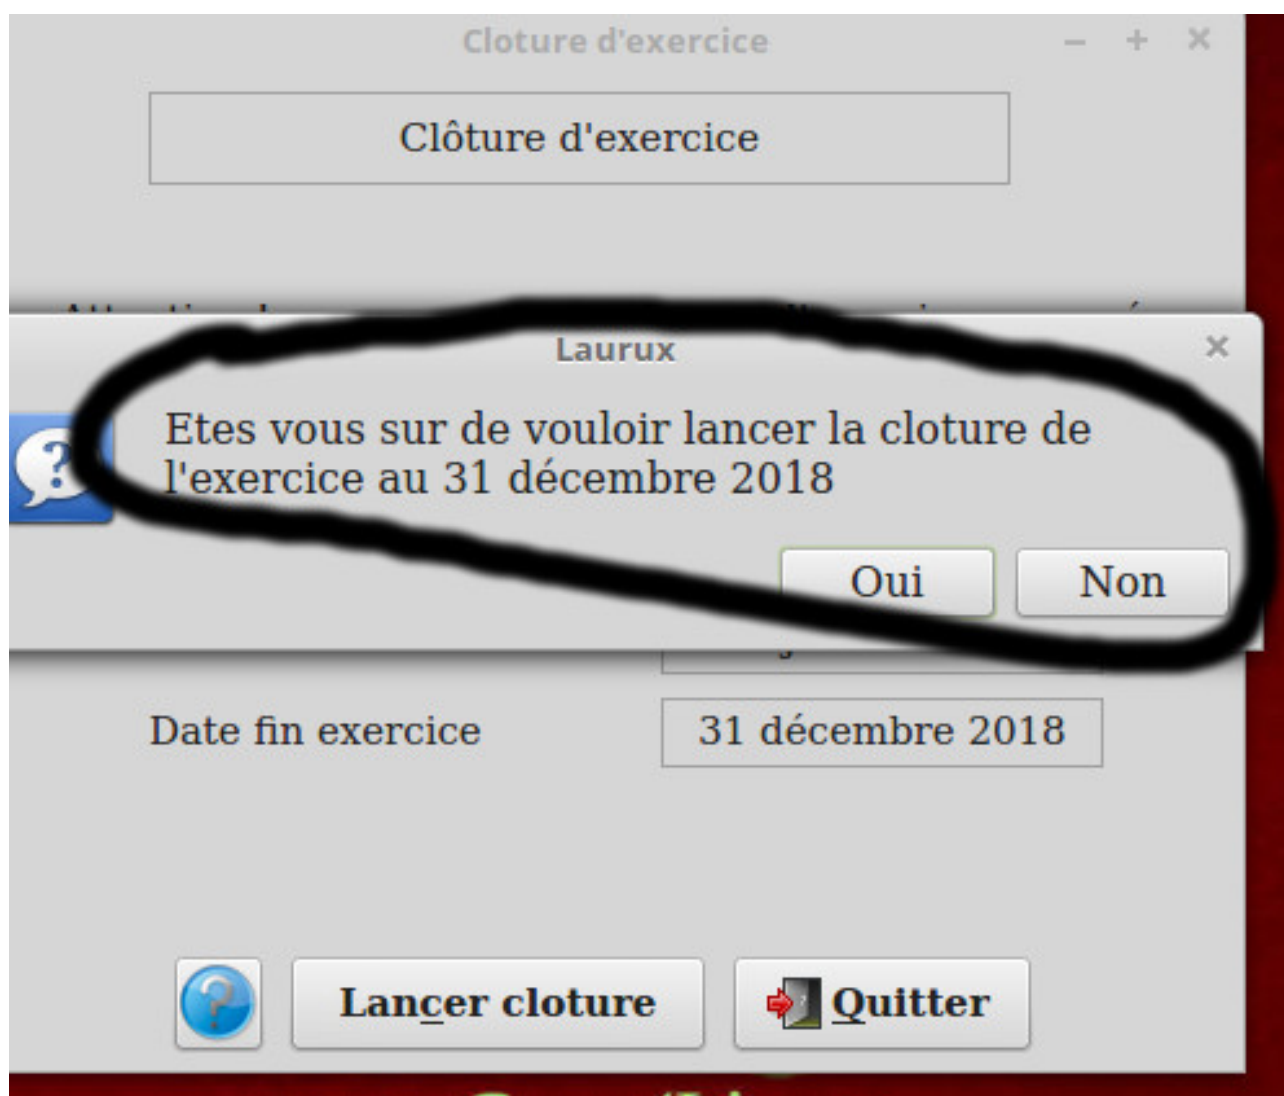 Cloture d'exercice
Clôture d'exercice
Laurux
Etes vous sur de vouloir lancer la cloture de
l'exercice au 31 décembre 2018
Oui Non
Date fin exercice 31 décembre 2018
Lancer cloture Quitter